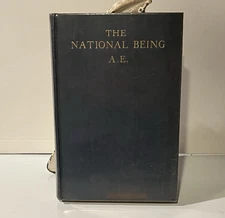 THE
NATIONAL BEING
A.E.